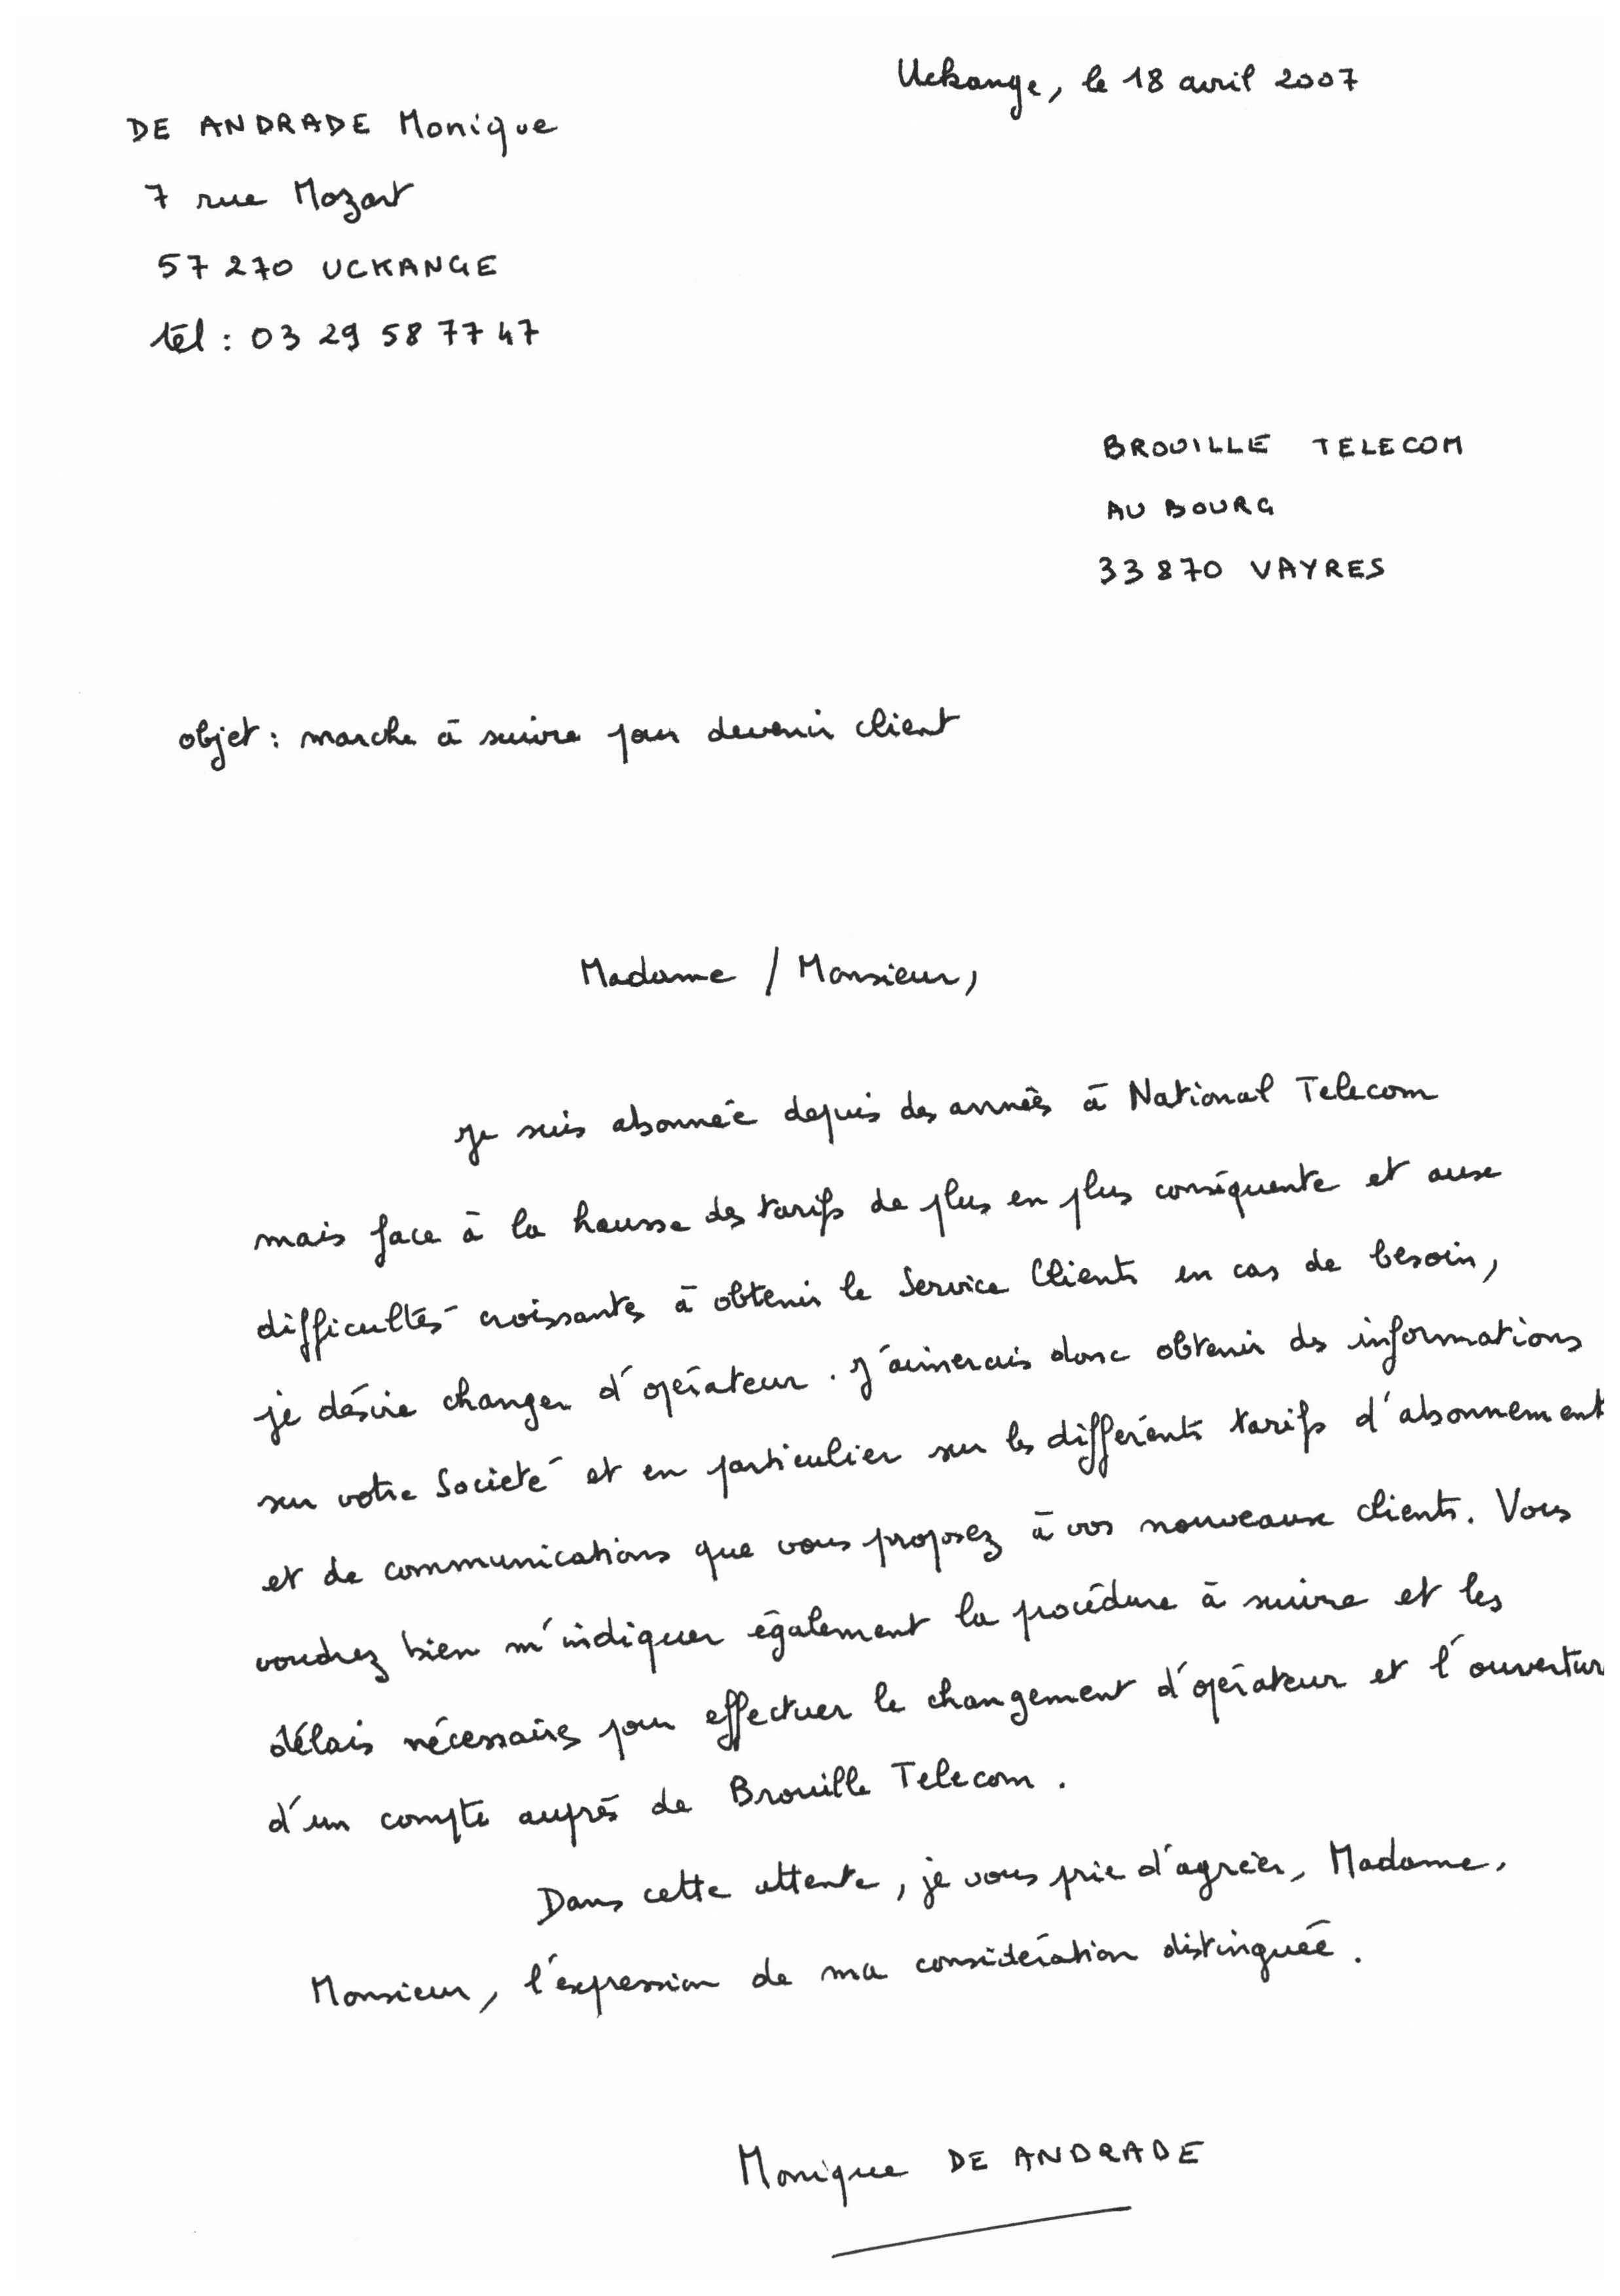 Uckange, le 18 avril 2007
DE ANDRADE Monique
7 rue Mozart
57 270 UCKANGE
tél : 03 29 58 77 47
BROUILLE TELECOM
AU BOURG
33 870 VAYRES
objet : marche à suivre pour devenir client
Madame / Monsieur,
Je suis abonnée depuis des années à National Telecom
mais face à la hausse des tarifs de plus en plus conséquente et aux
difficultés croissantes à obtenir le Service Clients en cas de besoin,
je désire changer d'opérateur. J'aimerais donc obtenir des informations
sur votre Société et en particulier sur les différents tarifs d'abonnement
et de communications que vous proposez à vos nouveaux clients. Vous
voudrez bien m'indiquer également la procédure à suivre et les
délais nécessaires pour effectuer le changement d'opérateur et l'ouvertur
d'un compte auprès de Brouille Telecom.
Dans cette attente, je vous prie d'agréer, Madame,
Monsieur, l'expression de ma considération distinguée.
Monique DE ANDRADE